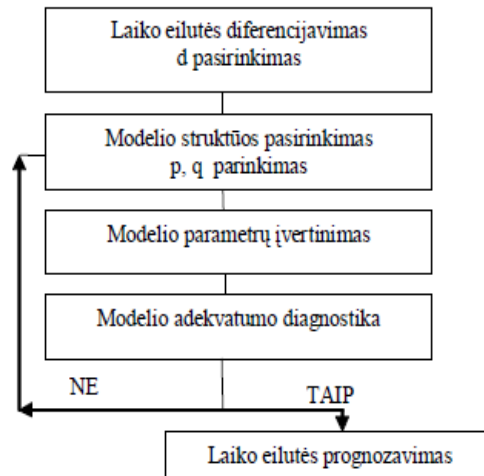 Laiko eilutės diferencijavimas
d pasirinkimas
Modelio struktūos pasirinkimas
p, q parinkimas
Modelio parametrų įvertinimas
Modelio adekvatumo diagnostika
NE
TAIP
Laiko eilutės prognozavimas